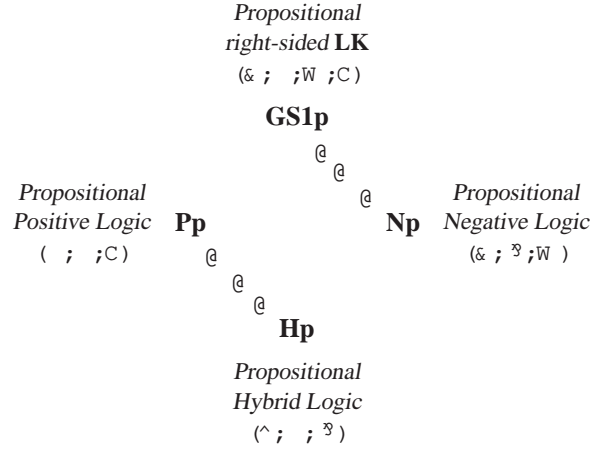 Propositional
right-sided LK
(& ; ;W ;C)
GS1p
@
@
@
Propositional
Positive Logic
( ; ;C)
Pp
Np
Propositional
Negative Logic
(& ; ⅋ ;W )
@
@
@
Hp
Propositional
Hybrid Logic
(^ ; ; ⅋ )